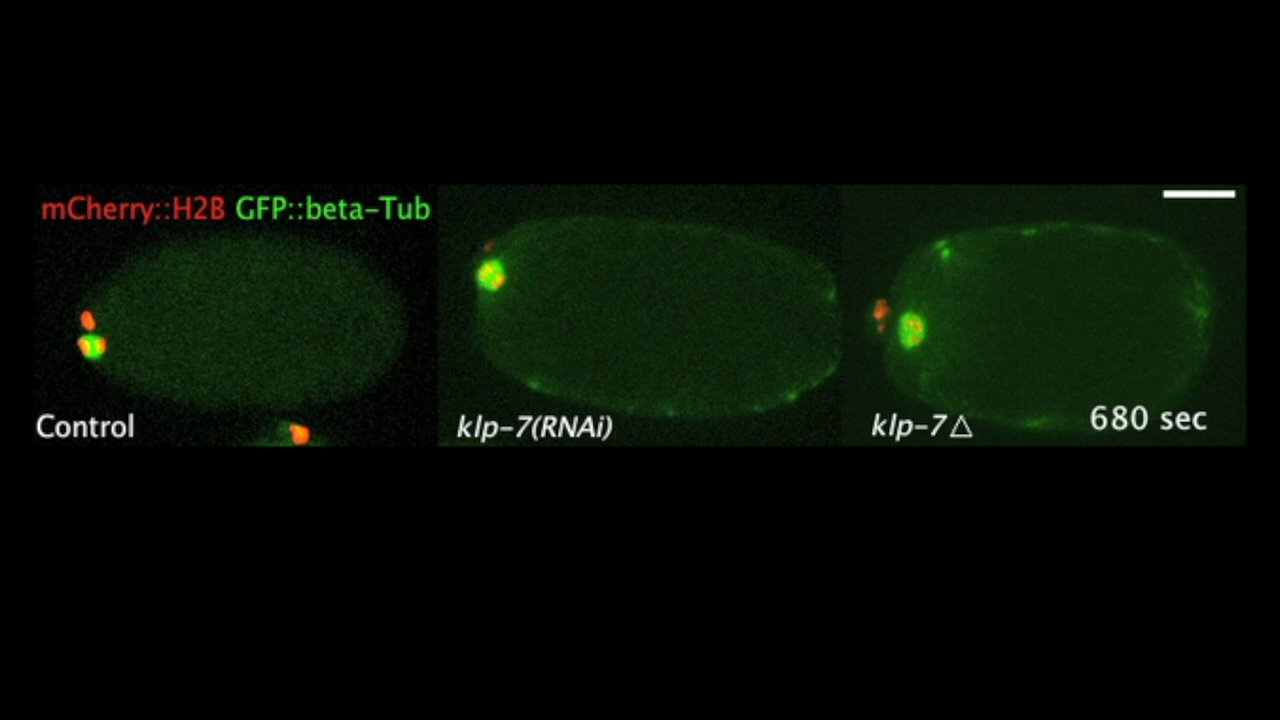 mCherry::H2B GFP::beta-Tub
Control
klp-7(RNAi)
klp-7△
680 sec